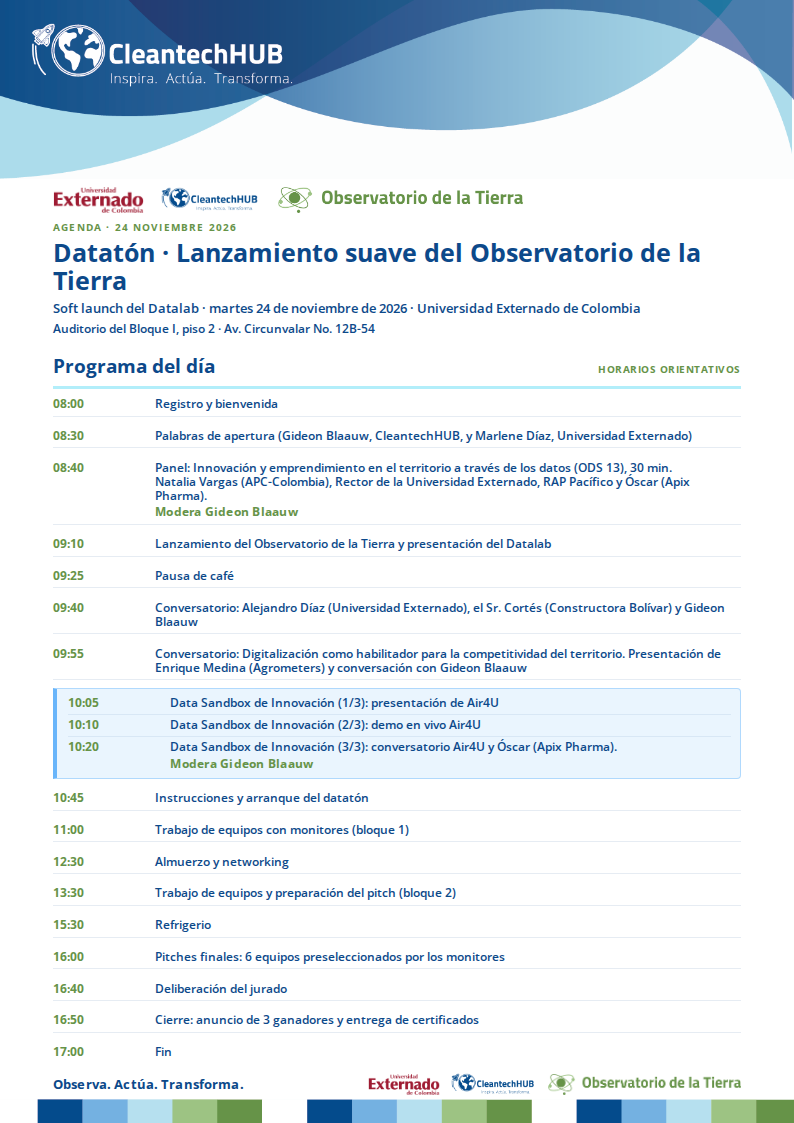 CleantechHUB
Inspira. Actúa. Transforma.
Universidad
Externado
de Colombia
CleantechHUB
Inspira. Actúa. Transforma.
Observatorio de la Tierra
AGENDA · 24 NOVIEMBRE 2026
Datatón · Lanzamiento suave del Observatorio de la
Tierra
Soft launch del Datalab · martes 24 de noviembre de 2026 · Universidad Externado de Colombia
Auditorio del Bloque I, piso 2 · Av. Circunvalar No. 12B-54
Programa del día
HORARIOS ORIENTATIVOS
08:00 Registro y bienvenida
08:30 Palabras de apertura (Gideon Blaauw, CleantechHUB, y Marlene Díaz, Universidad Externado)
08:40 Panel: Innovación y emprendimiento en el territorio a través de los datos (ODS 13), 30 min.
Natalia Vargas (APC-Colombia), Rector de la Universidad Externado, RAP Pacífico y Óscar (Apix
Pharma).
Modera Gideon Blaauw
09:10 Lanzamiento del Observatorio de la Tierra y presentación del Datalab
09:25 Pausa de café
09:40 Conversatorio: Alejandro Díaz (Universidad Externado), el Sr. Cortés (Constructora Bolívar) y Gideon
Blaauw
09:55 Conversatorio: Digitalización como habilitador para la competitividad del territorio. Presentación de
Enrique Medina (Agrometers) y conversación con Gideon Blaauw
10:05 Data Sandbox de Innovación (1/3): presentación de Air4U
10:10 Data Sandbox de Innovación (2/3): demo en vivo Air4U
10:20 Data Sandbox de Innovación (3/3): conversatorio Air4U y Óscar (Apix Pharma).
Modera Gideon Blaauw
10:45 Instrucciones y arranque del datatón
11:00 Trabajo de equipos con monitores (bloque 1)
12:30 Almuerzo y networking
13:30 Trabajo de equipos y preparación del pitch (bloque 2)
15:30 Refrigerio
16:00 Pitches finales: 6 equipos preseleccionados por los monitores
16:40 Deliberación del jurado
16:50 Cierre: anuncio de 3 ganadores y entrega de certificados
17:00 Fin
Observa. Actúa. Transforma.
Universidad
Externado
de Colombia
CleantechHUB
Inspira. Actúa. Transforma.
Observatorio de la Tierra